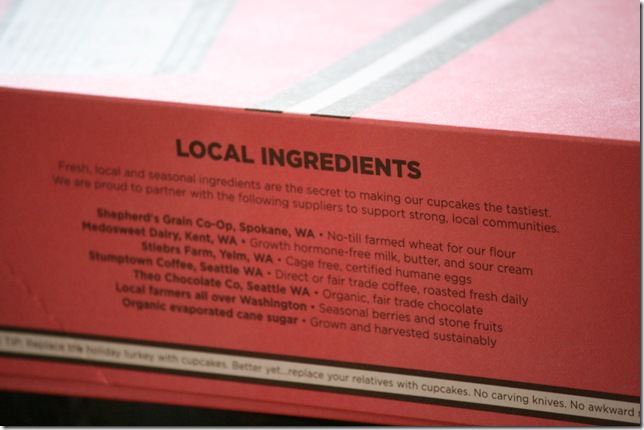 LOCAL INGREDIENTS
Fresh, local and seasonal ingredients are the secret to making our cupcakes the tastiest.
We are proud to partner with the following suppliers to support strong, local communities.
Shepherd's Grain Co-Op, Spokane, WA • No-till farmed wheat for our flour
Medosweet Dairy, Kent, WA • Growth hormone-free milk, butter, and sour cream
Stiebrs Farm, Yelm, WA • Cage free, certified humane eggs
Stumptown Coffee, Seattle WA • Direct or fair trade coffee, roasted fresh daily
Theo Chocolate Co, Seattle WA • Organic, fair trade chocolate
Local farmers all over Washington • Seasonal berries and stone fruits
Organic evaporated cane sugar • Grown and harvested sustainably
TIP: Replace the holiday turkey with cupcakes. Better yet...replace your relatives with cupcakes. No carving knives. No awkward